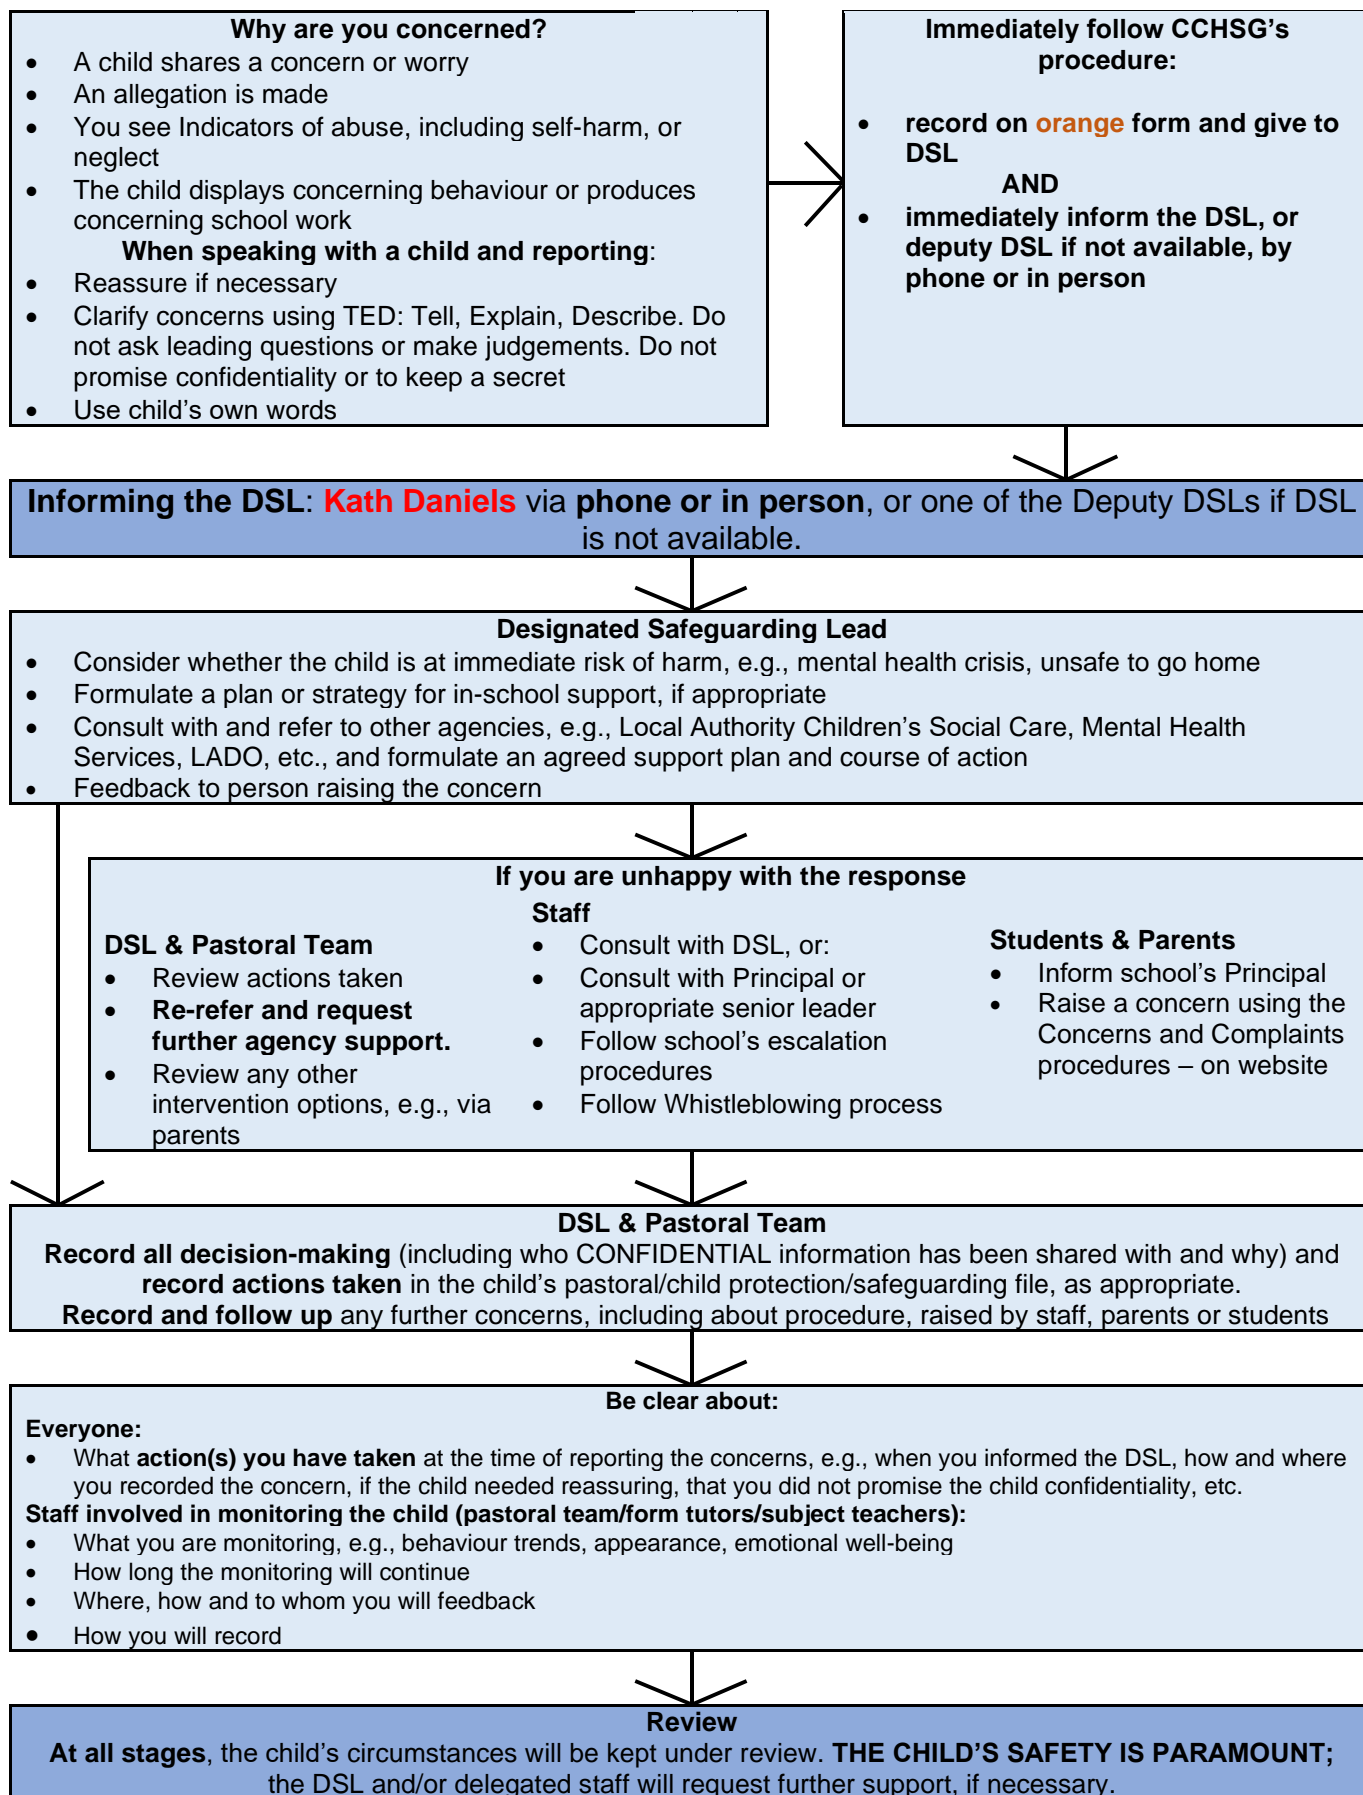 Why are you concerned?
• A child shares a concern or worry
• An allegation is made
• You see Indicators of abuse, including self-harm, or
neglect
• The child displays concerning behaviour or produces
concerning school work
When speaking with a child and reporting:
• Reassure if necessary
• Clarify concerns using TED: Tell, Explain, Describe. Do
not ask leading questions or make judgements. Do not
promise confidentiality or to keep a secret
• Use child's own words
Immediately follow CCHSG's
procedure:
• record on orange form and give to
DSL
AND
• immediately inform the DSL, or
deputy DSL if not available, by
phone or in person
Informing the DSL: Kath Daniels via phone or in person, or one of the Deputy DSLs if DSL
is not available.
Designated Safeguarding Lead
• Consider whether the child is at immediate risk of harm, e.g., mental health crisis, unsafe to go home
• Formulate a plan or strategy for in-school support, if appropriate
• Consult with and refer to other agencies, e.g., Local Authority Children's Social Care, Mental Health
Services, LADO, etc., and formulate an agreed support plan and course of action
• Feedback to person raising the concern
If you are unhappy with the response
DSL & Pastoral Team
• Review actions taken
• Re-refer and request
further agency support.
• Review any other
intervention options, e.g., via
parents
Staff
• Consult with DSL, or:
• Consult with Principal or
appropriate senior leader
• Follow school's escalation
procedures
• Follow Whistleblowing process
Students & Parents
• Inform school's Principal
• Raise a concern using the
Concerns and Complaints
procedures – on website
DSL & Pastoral Team
Record all decision-making (including who CONFIDENTIAL information has been shared with and why) and
record actions taken in the child's pastoral/child protection/safeguarding file, as appropriate.
Record and follow up any further concerns, including about procedure, raised by staff, parents or students
Be clear about:
Everyone:
• What action(s) you have taken at the time of reporting the concerns, e.g., when you informed the DSL, how and where
you recorded the concern, if the child needed reassuring, that you did not promise the child confidentiality, etc.
Staff involved in monitoring the child (pastoral team/form tutors/subject teachers):
• What you are monitoring, e.g., behaviour trends, appearance, emotional well-being
• How long the monitoring will continue
• Where, how and to whom you will feedback
• How you will record
Review
At all stages, the child's circumstances will be kept under review. THE CHILD'S SAFETY IS PARAMOUNT;
the DSL and/or delegated staff will request further support, if necessary.